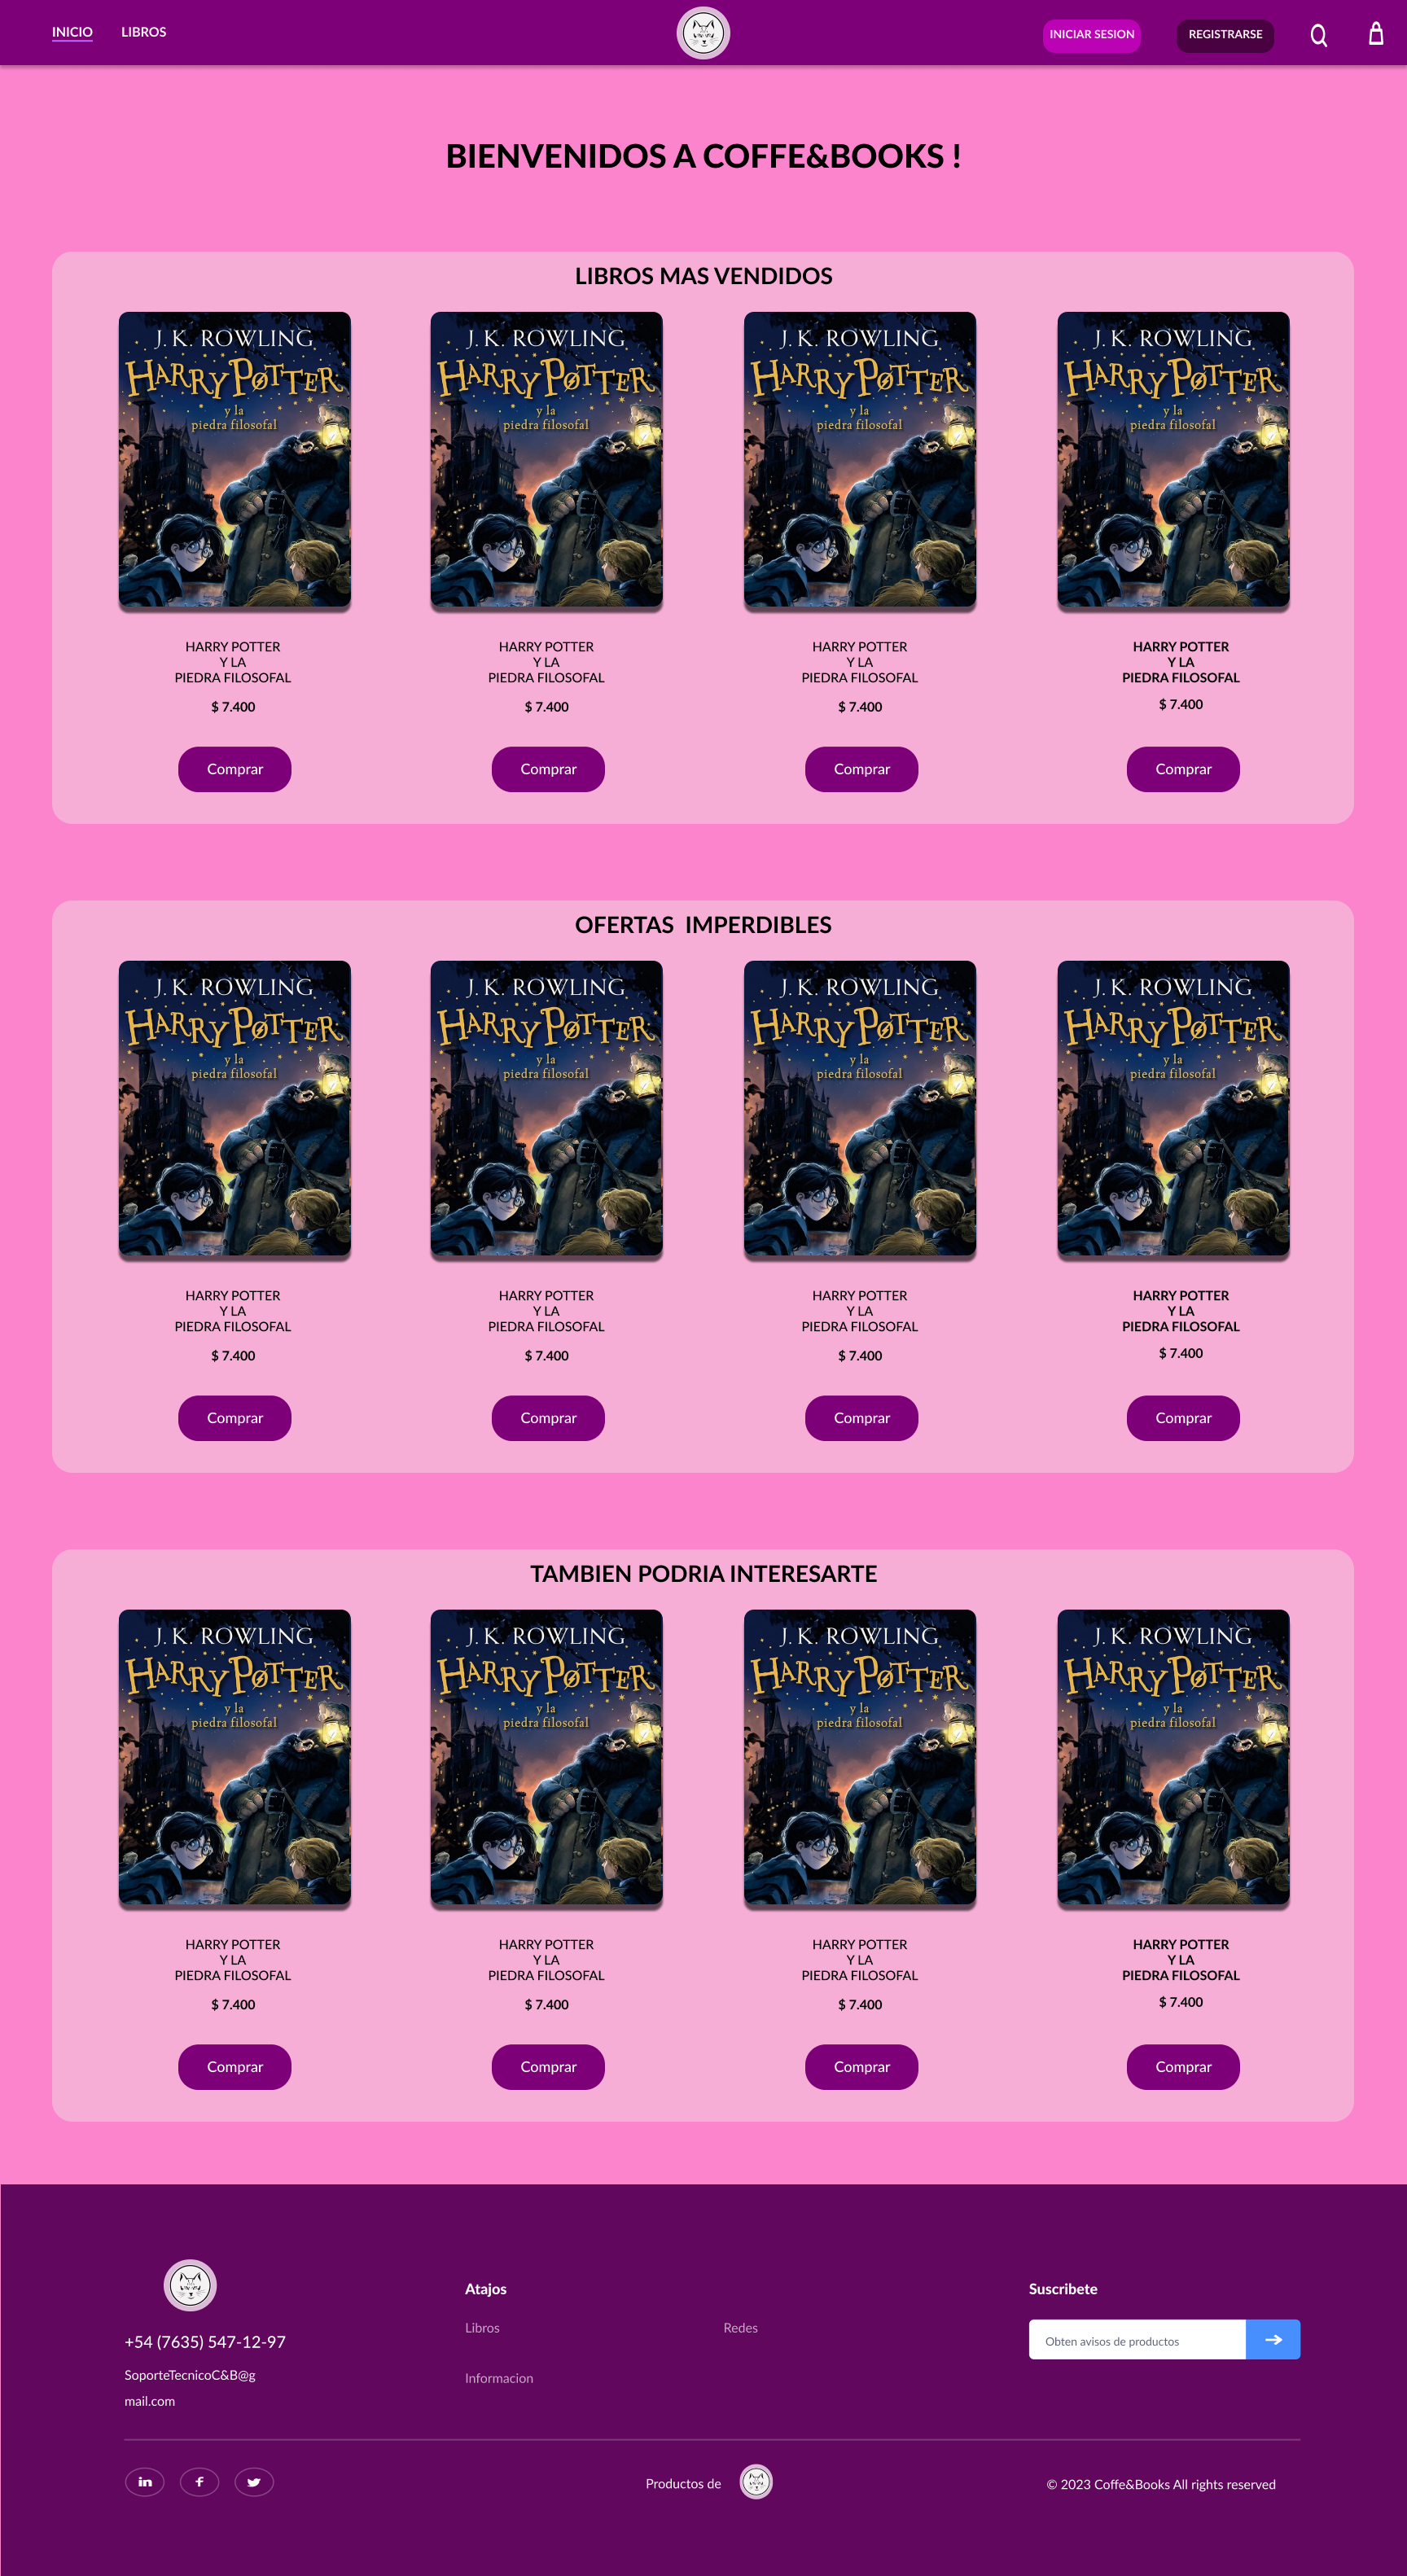 INICIO LIBROS INICIAR SESION REGISTRARSE
BIENVENIDOS A COFFE&BOOKS !
LIBROS MAS VENDIDOS
J. K. ROWLING J. K. ROWLING J. K. ROWLING J. K. ROWLING
HARRY POTTER HARRY POTTER HARRY POTTER HARRY POTTER
y la y la y la y la
piedra filosofal piedra filosofal piedra filosofal piedra filosofal
HARRY POTTER HARRY POTTER HARRY POTTER HARRY POTTER
Y LA Y LA Y LA Y LA
PIEDRA FILOSOFAL PIEDRA FILOSOFAL PIEDRA FILOSOFAL PIEDRA FILOSOFAL
$ 7.400 $ 7.400 $ 7.400 $ 7.400
Comprar Comprar Comprar Comprar
OFERTAS  IMPERDIBLES
J. K. ROWLING J. K. ROWLING J. K. ROWLING J. K. ROWLING
HARRY POTTER HARRY POTTER HARRY POTTER HARRY POTTER
y la y la y la y la
piedra filosofal piedra filosofal piedra filosofal piedra filosofal
HARRY POTTER HARRY POTTER HARRY POTTER HARRY POTTER
Y LA Y LA Y LA Y LA
PIEDRA FILOSOFAL PIEDRA FILOSOFAL PIEDRA FILOSOFAL PIEDRA FILOSOFAL
$ 7.400 $ 7.400 $ 7.400 $ 7.400
Comprar Comprar Comprar Comprar
TAMBIEN PODRIA INTERESARTE
J. K. ROWLING J. K. ROWLING J. K. ROWLING J. K. ROWLING
HARRY POTTER HARRY POTTER HARRY POTTER HARRY POTTER
y la y la y la y la
piedra filosofal piedra filosofal piedra filosofal piedra filosofal
HARRY POTTER HARRY POTTER HARRY POTTER HARRY POTTER
Y LA Y LA Y LA Y LA
PIEDRA FILOSOFAL PIEDRA FILOSOFAL PIEDRA FILOSOFAL PIEDRA FILOSOFAL
$ 7.400 $ 7.400 $ 7.400 $ 7.400
Comprar Comprar Comprar Comprar
+54 (7635) 547-12-97
SoporteTecnicoC&B@g
mail.com
Atajos
Libros Redes
Informacion
Suscribete
Obten avisos de productos
in f
Productos de
© 2023 Coffe&Books All rights reserved